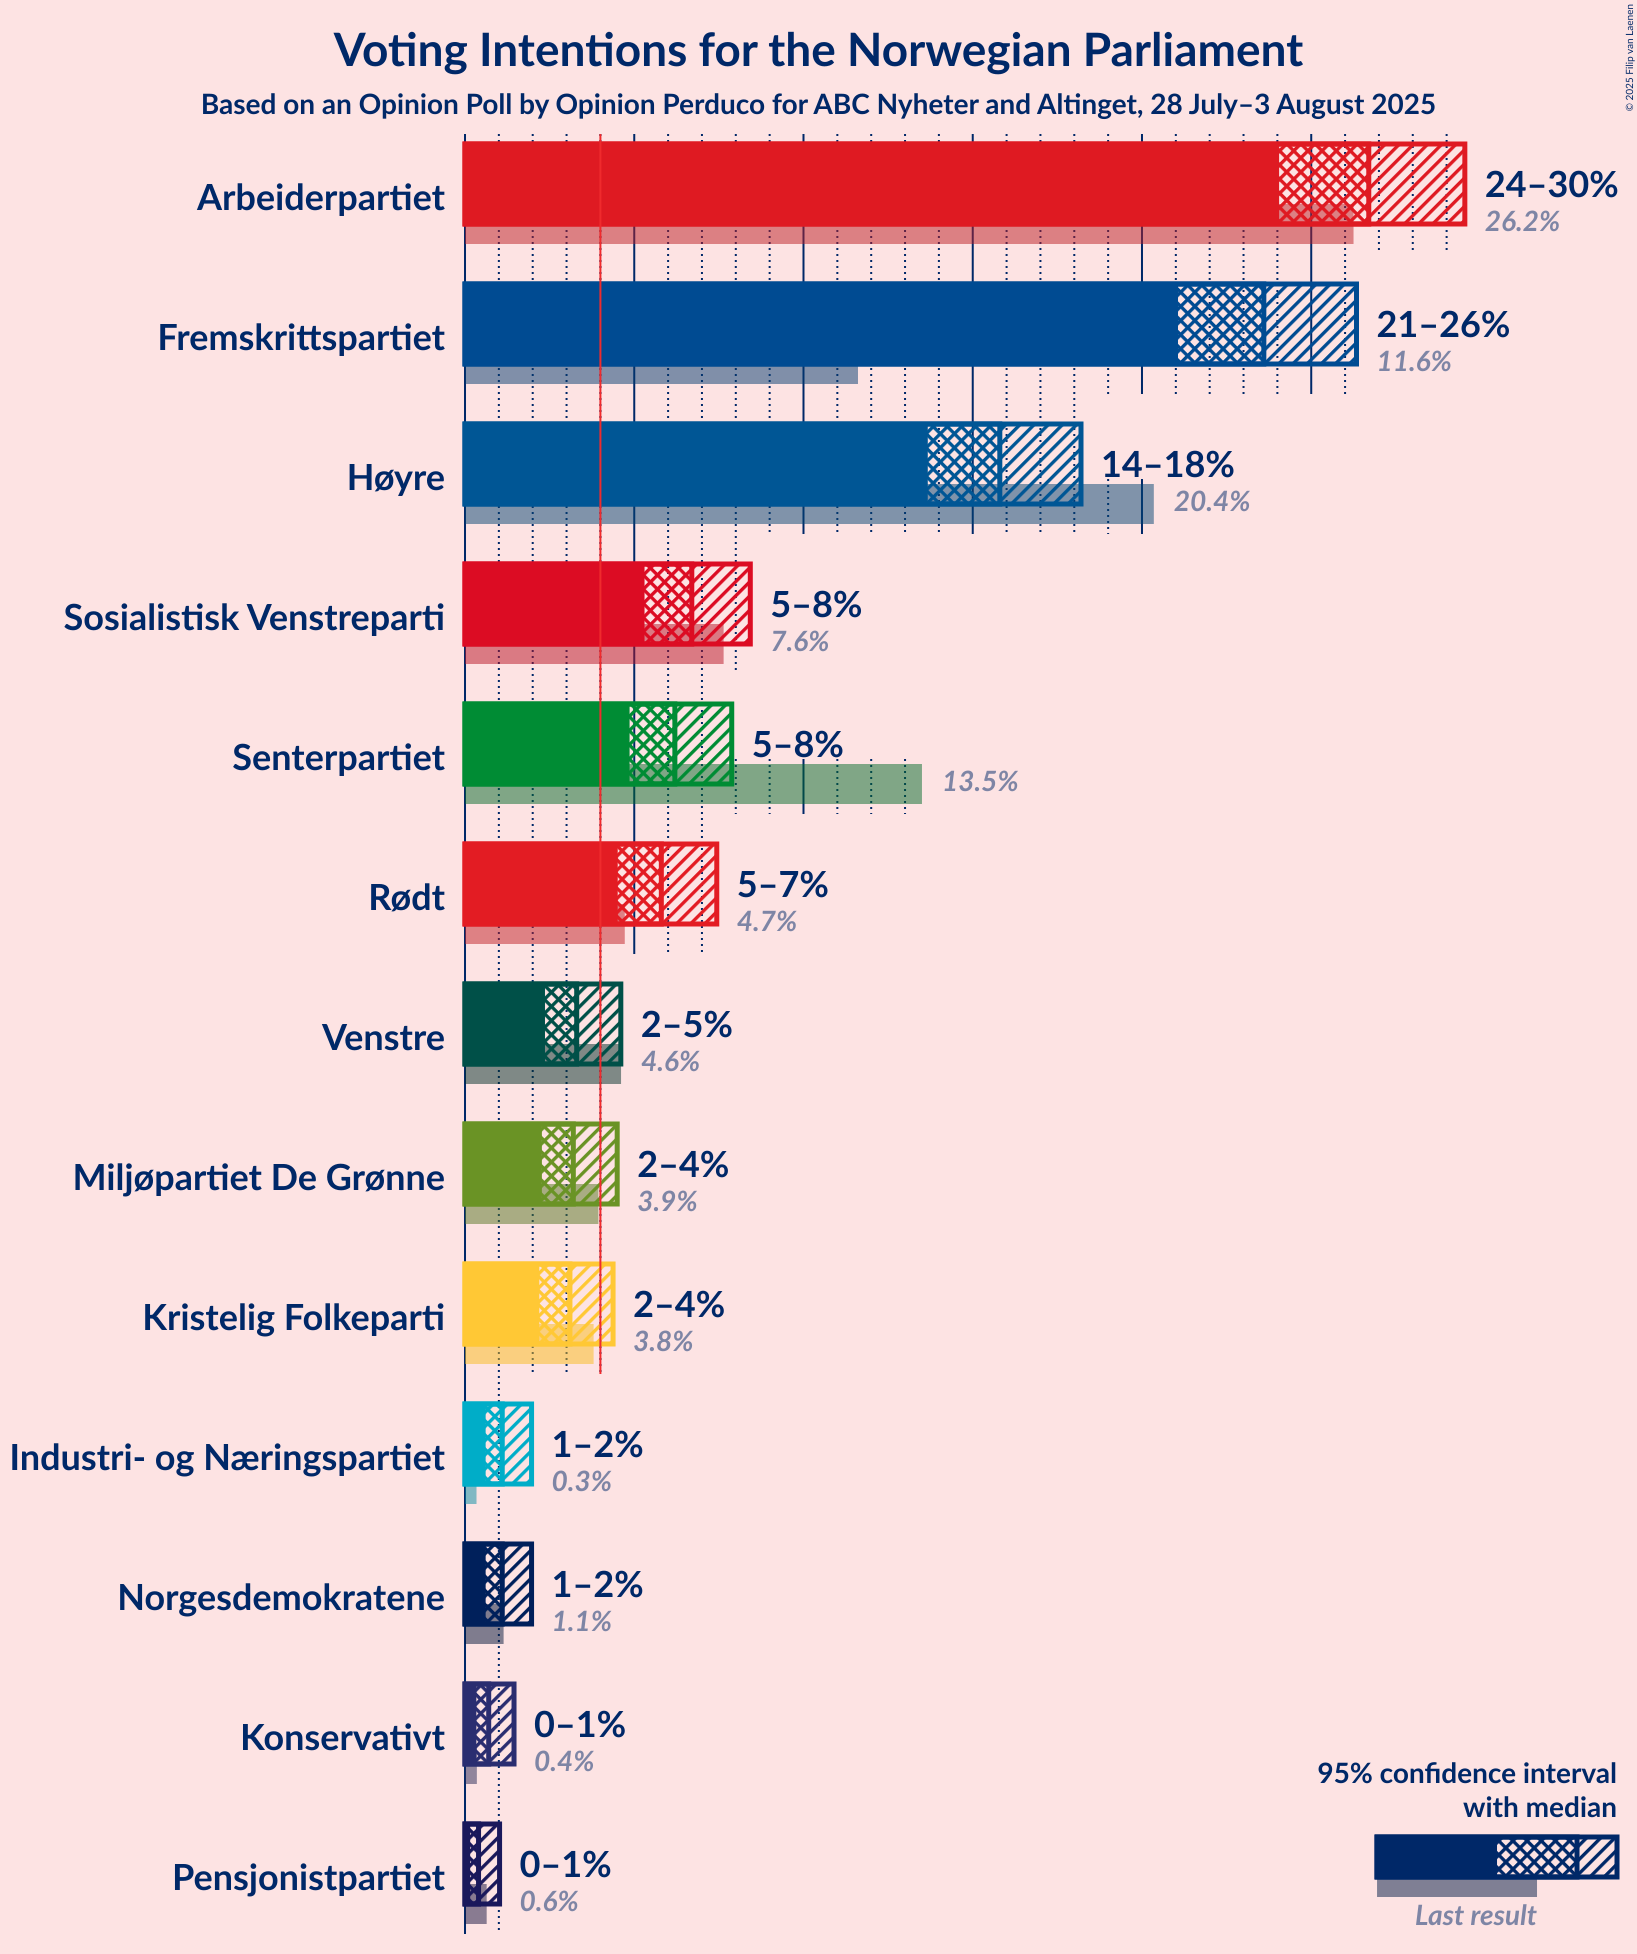 © 2025 Filip van Laenen
Voting Intentions for the Norwegian Parliament
Based on an Opinion Poll by Opinion Perduco for ABC Nyheter and Altinget, 28 July–3 August 2025
Arbeiderpartiet
24–30%
26.2%
Fremskrittspartiet
21–26%
11.6%
Høyre
14–18%
20.4%
Sosialistisk Venstreparti
5–8%
7.6%
Senterpartiet
5–8%
13.5%
Rødt
5–7%
4.7%
Venstre
2–5%
4.6%
Miljøpartiet De Grønne
2–4%
3.9%
Kristelig Folkeparti
2–4%
3.8%
Industri- og Næringspartiet
1–2%
0.3%
Norgesdemokratene
1–2%
1.1%
Konservativt
0–1%
0.4%
Pensjonistpartiet
0–1%
0.6%
95% confidence interval
with median
Last result